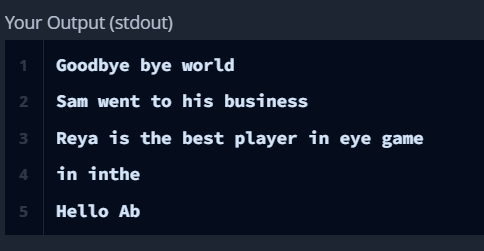 Your Output (stdout)
1 Goodbye bye world
2 Sam went to his business
3 Reya is the best player in eye game
4 in inthe
5 Hello Ab